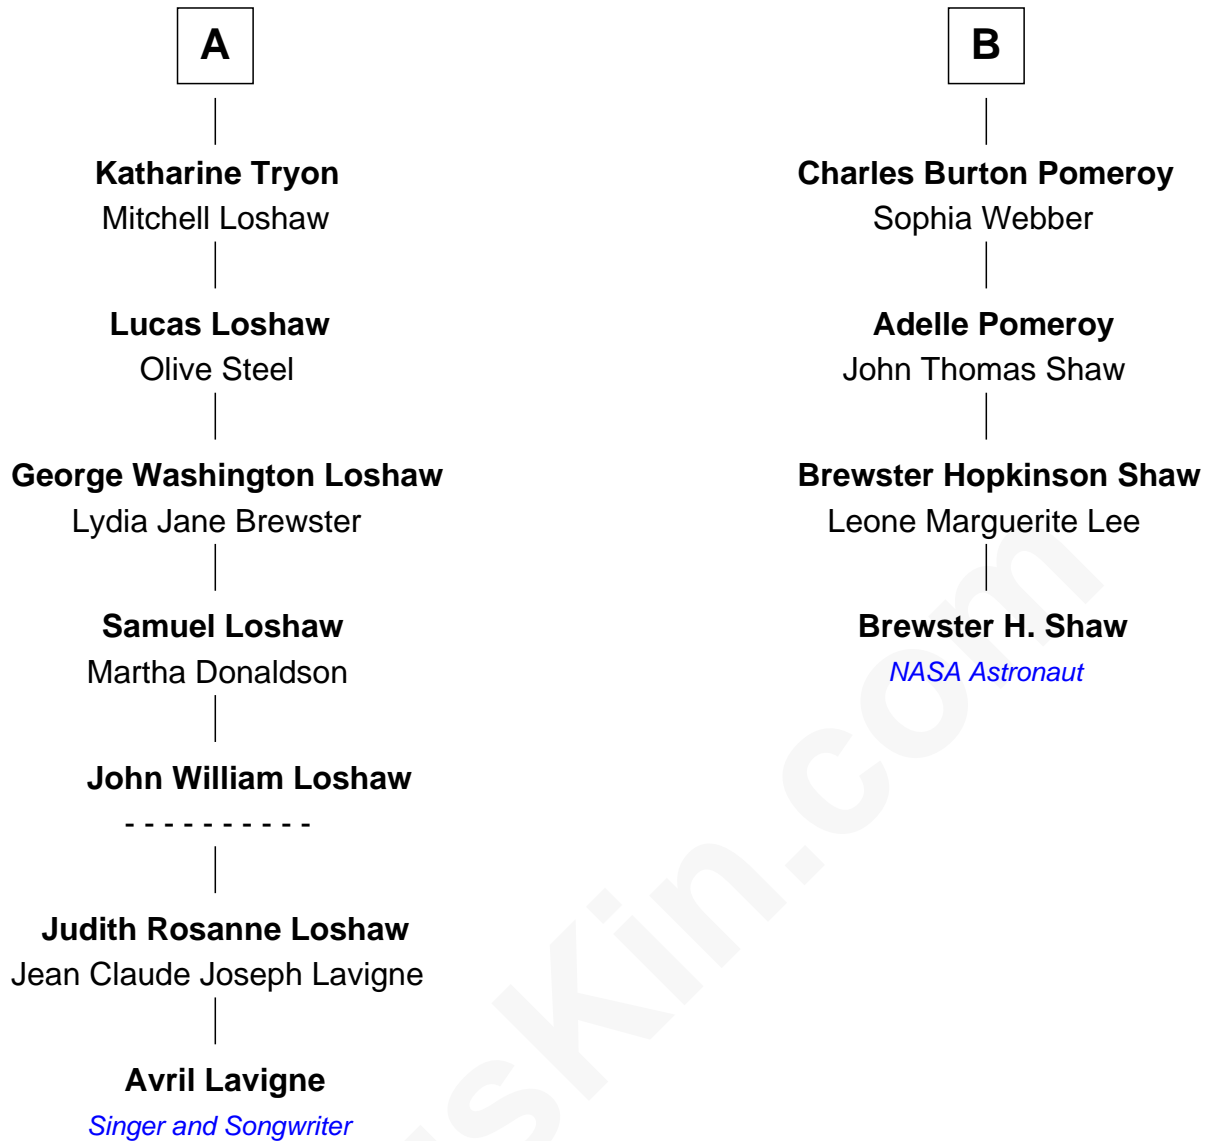 A
Katharine Tryon
Mitchell Loshaw
Lucas Loshaw
Olive Steel
George Washington Loshaw
Lydia Jane Brewster
Samuel Loshaw
Martha Donaldson
John William Loshaw
- - - - - - - - - -
Judith Rosanne Loshaw
Jean Claude Joseph Lavigne
Avril Lavigne
Singer and Songwriter
B
Charles Burton Pomeroy
Sophia Webber
Adelle Pomeroy
John Thomas Shaw
Brewster Hopkinson Shaw
Leone Marguerite Lee
Brewster H. Shaw
NASA Astronaut
sKin.com